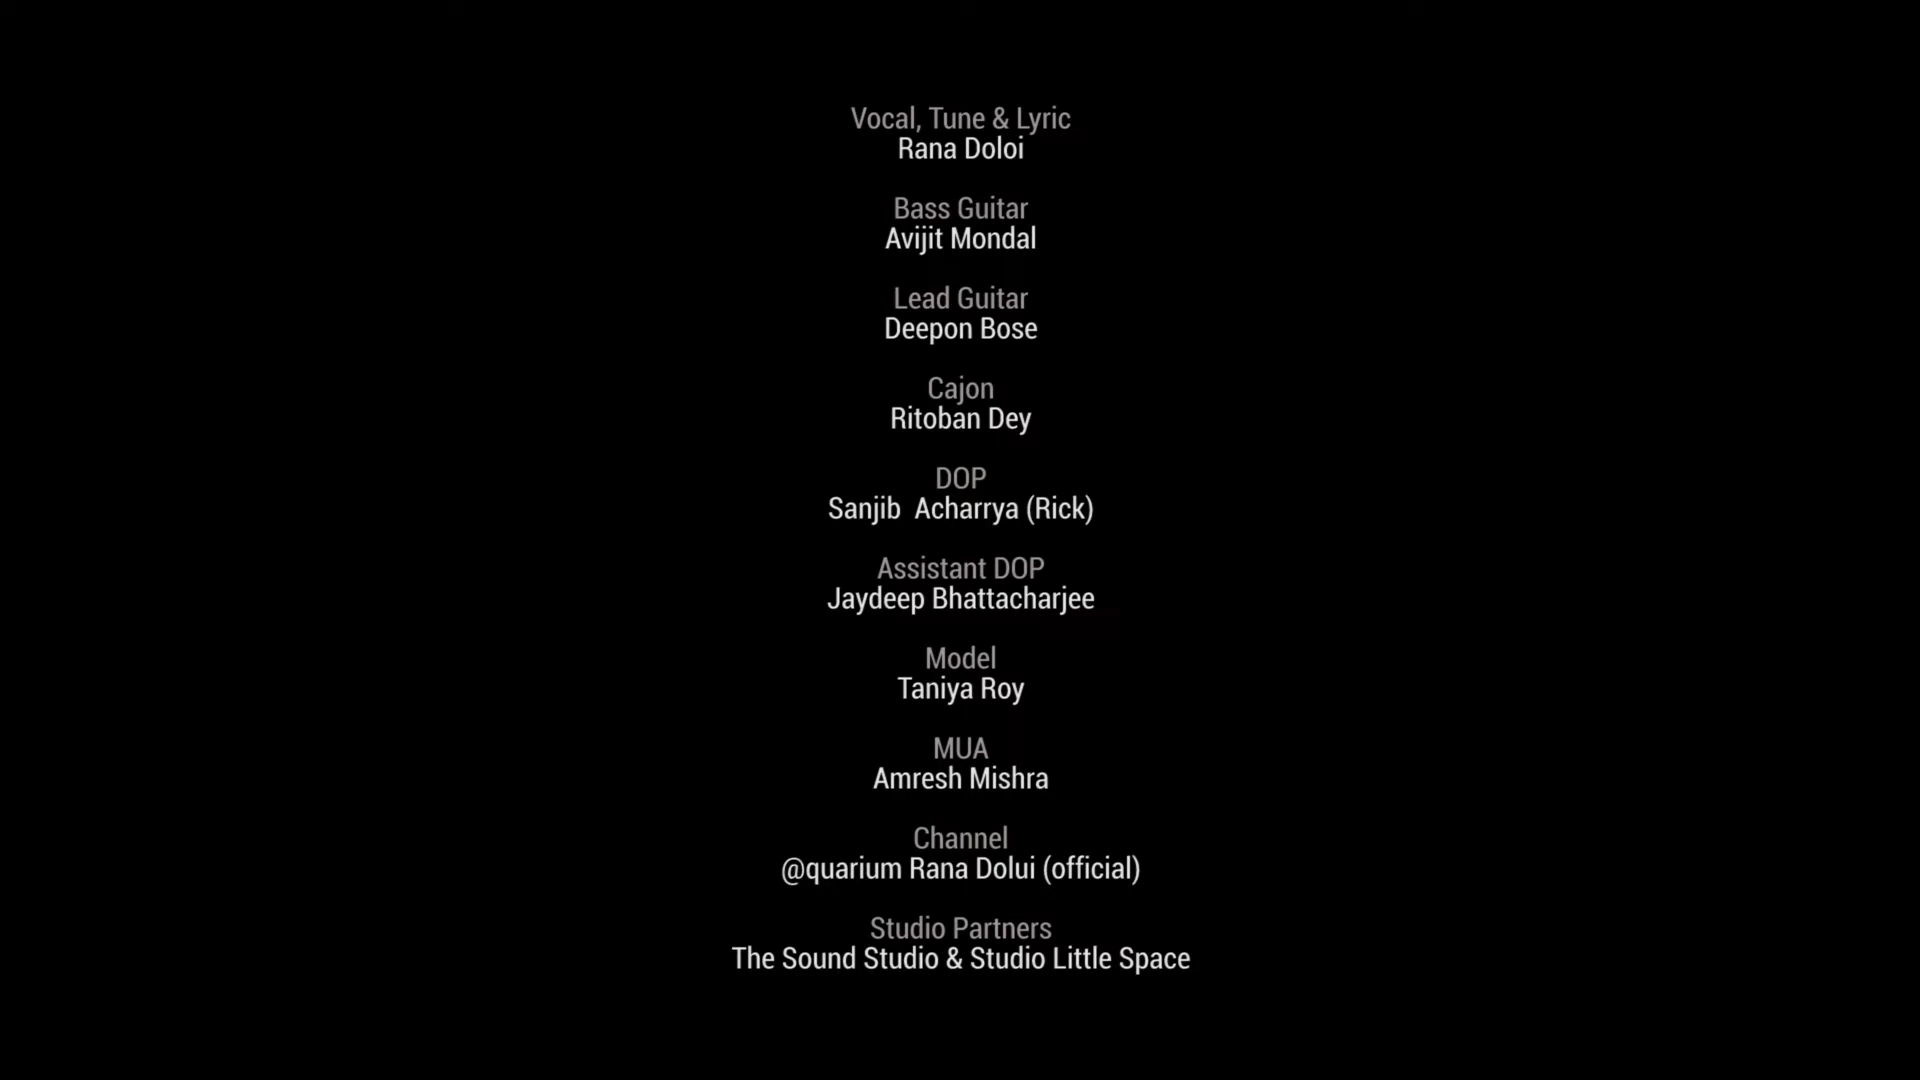 Vocal, Tune & Lyric
Rana Doloi
Bass Guitar
Avijit Mondal
Lead Guitar
Deepon Bose
Cajon
Ritoban Dey
DOP
Sanjib  Acharrya (Rick)
Assistant DOP
Jaydeep Bhattacharjee
Model
Taniya Roy
MUA
Amresh Mishra
Channel
@quarium Rana Dolui (official)
Studio Partners
The Sound Studio & Studio Little Space